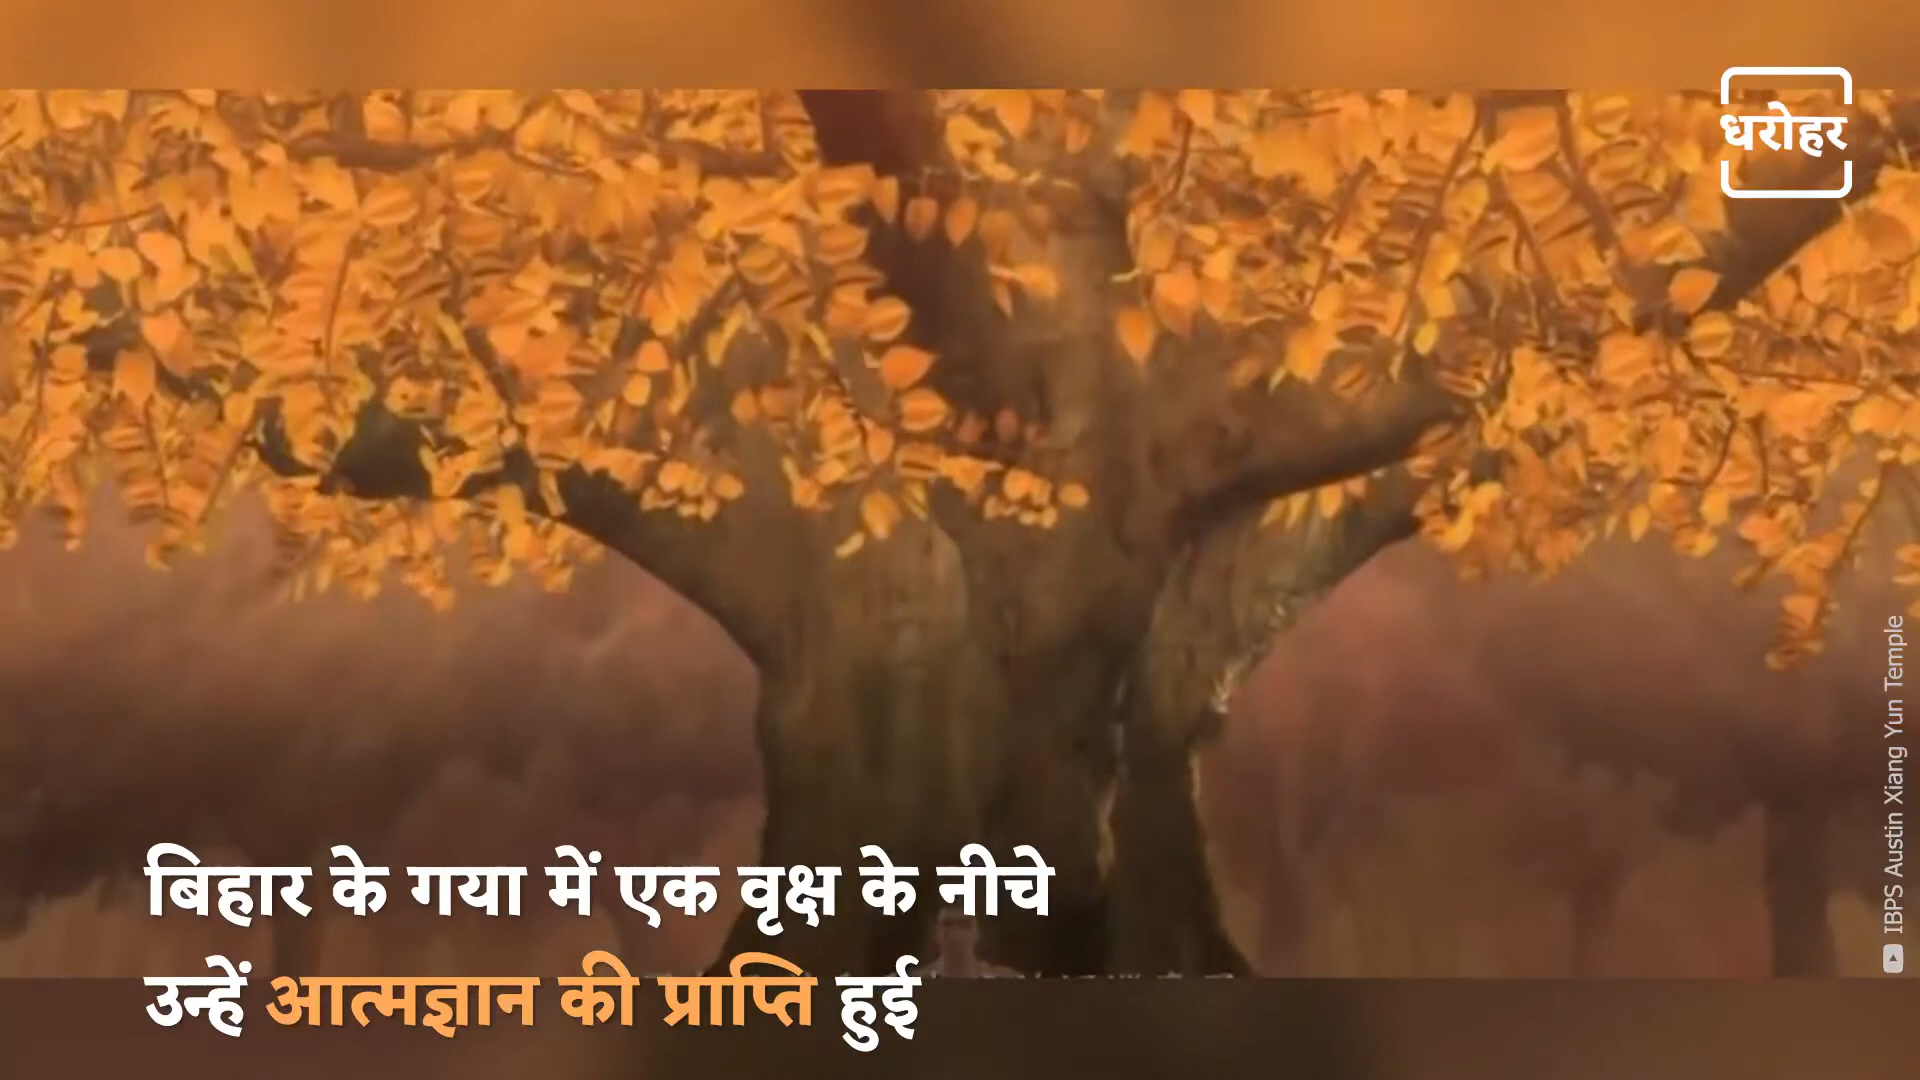 धरोहर
बिहार के गया में एक वृक्ष के नीचे
उन्हें आत्मज्ञान की प्राप्ति हुई
IBPS Austin Xiang Yun Temple